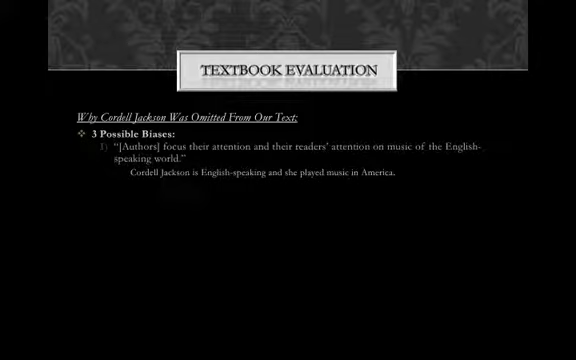 TEXTBOOK EVALUATION
Why Cordell Jackson Was Omitted From Our Text:
❖ 3 Possible Biases:
1) “[Authors] focus their attention and their readers’ attention on music of the English-
speaking world.”
Cordell Jackson is English-speaking and she played music in America.